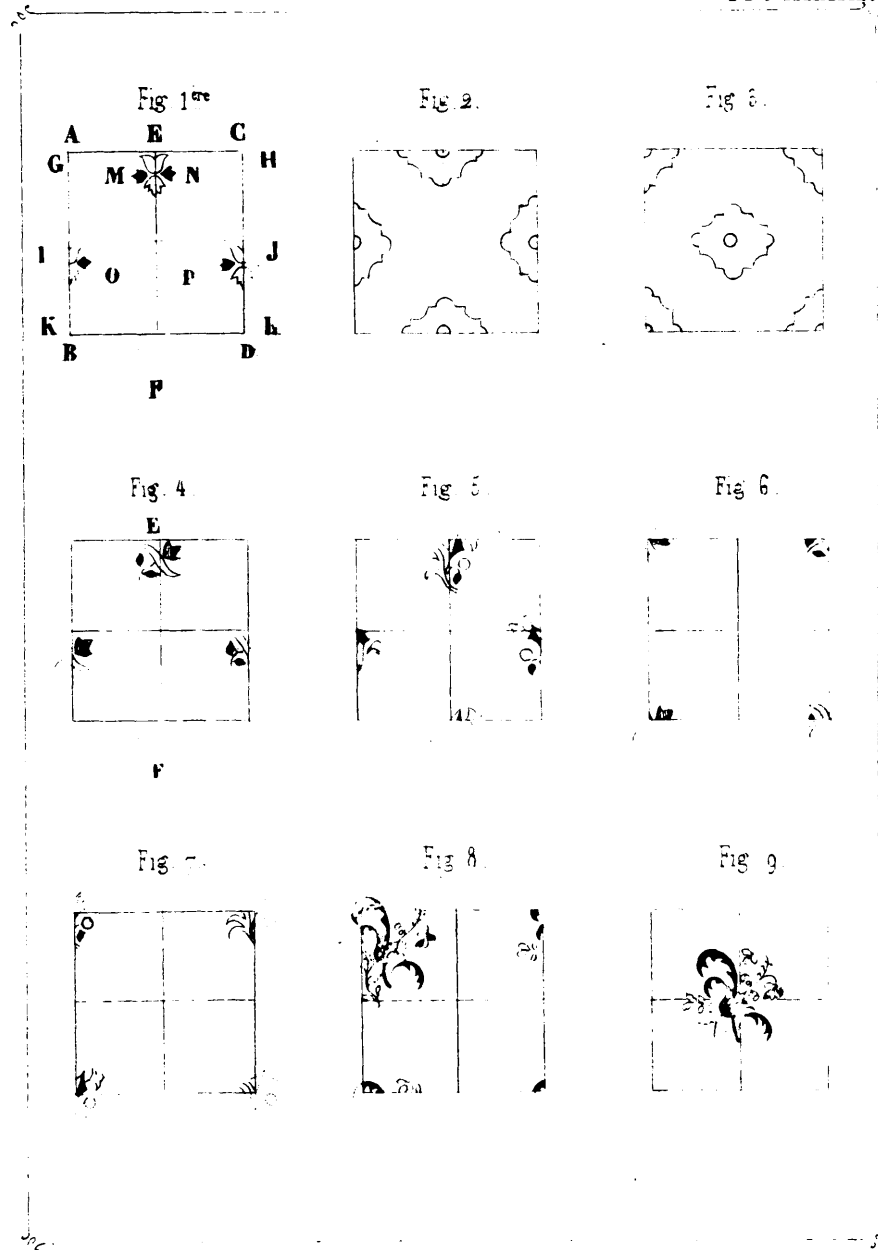 Fig. 1ère
Fig. 2.
Fig. 3.
A E C
G H
M N
I J
O P
K L
B D
F
Fig. 4.
Fig. 5.
Fig. 6.
E
F
Fig. 7.
Fig. 8.
Fig. 9.